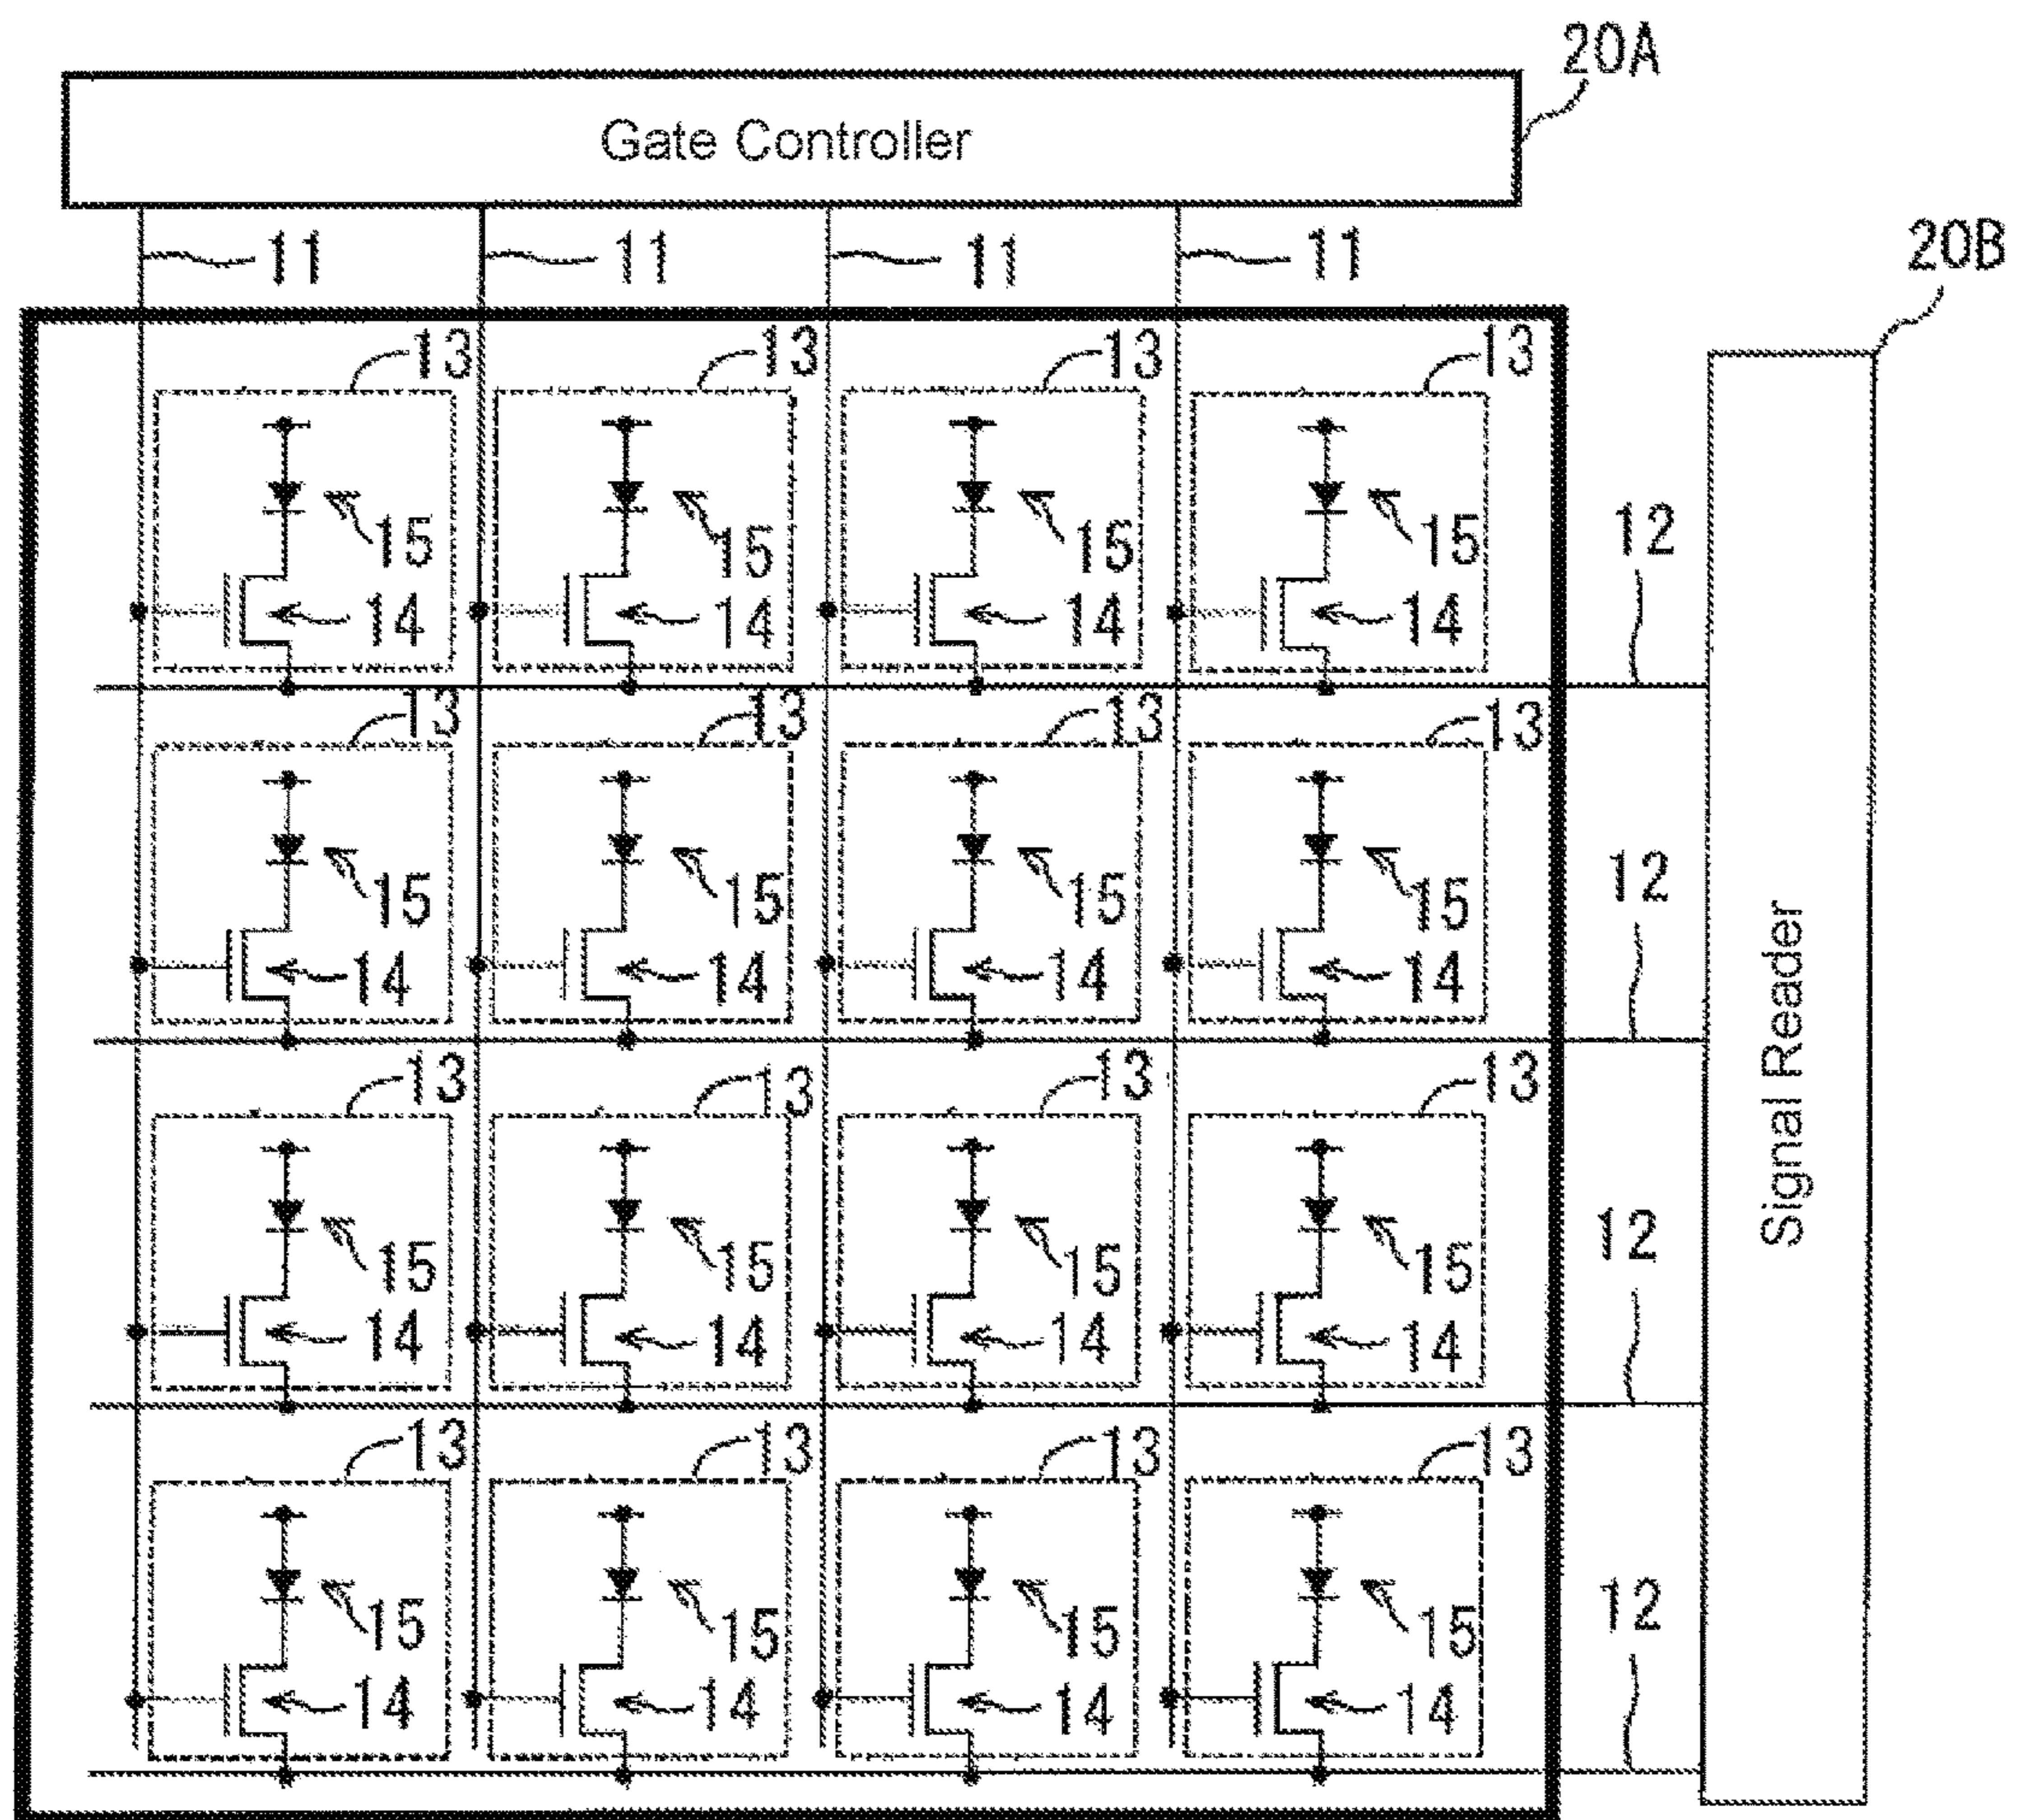 20A
Gate Controller
11 11 11 11
20B
13 13 13 13
15 15 15 15
12
14 14 14 14
13 13 13 13
15 15 15 15
12
14 14 14 14
Signal Reader
13 13 13 13
15 15 15 15
12
14 14 14 14
13 13 13 13
15 15 15 15
12
14 14 14 14